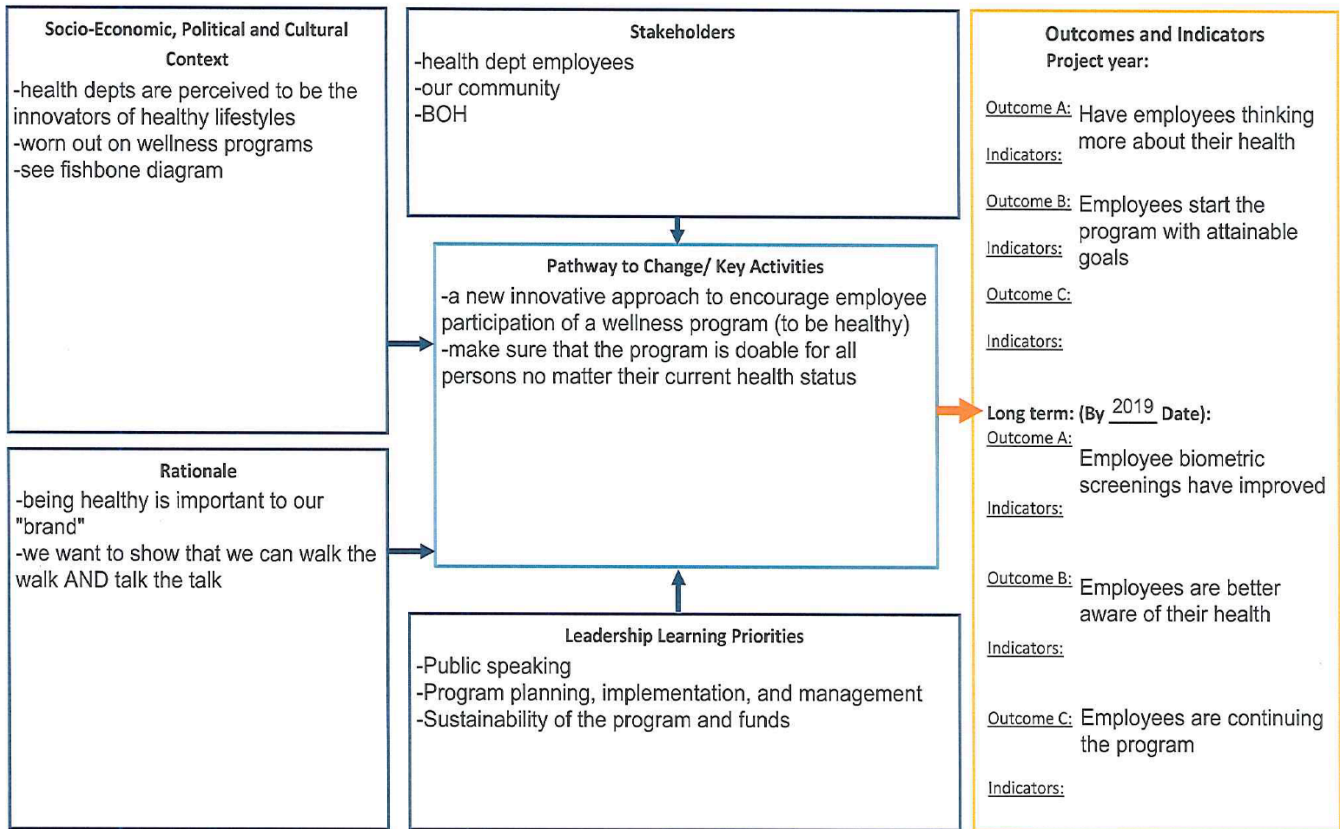 Socio-Economic, Political and Cultural
Context
-health depts are perceived to be the
innovators of healthy lifestyles
-worn out on wellness programs
-see fishbone diagram
Rationale
-being healthy is important to our
"brand"
-we want to show that we can walk the
walk AND talk the talk
Stakeholders
-health dept employees
-our community
-BOH
Pathway to Change/ Key Activities
-a new innovative approach to encourage employee
participation of a wellness program (to be healthy)
-make sure that the program is doable for all
persons no matter their current health status
Leadership Learning Priorities
-Public speaking
-Program planning, implementation, and management
-Sustainability of the program and funds
Outcomes and Indicators
Project year:
Outcome A: Have employees thinking
more about their health
Indicators:
Outcome B: Employees start the
program with attainable
Indicators: goals
Outcome C:
Indicators:
Long term: (By 2019 Date):
Outcome A:
Employee biometric
screenings have improved
Indicators:
Outcome B: Employees are better
aware of their health
Indicators:
Outcome C: Employees are continuing
the program
Indicators: